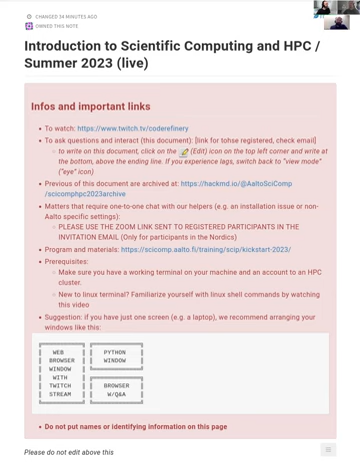 CHANGED 34 MINUTES AGO
OWNED THIS NOTE
Introduction to Scientific Computing and HPC /
Summer 2023 (live)
Infos and important links
• To watch: https://www.twitch.tv/coderefinery
• To ask questions and interact (this document): [link for tohse registered, check email]
◦ to write on this document, click on the (Edit) icon on the top left corner and write at
the bottom, above the ending line. If you experience lags, switch back to "view mode"
("eye" icon)
• Previous of this document are archived at: https://hackmd.io/@AaltoSciComp
/scicomphpc2023archive
• Matters that require one-to-one chat with our helpers (e.g. an installation issue or non-
Aalto specific settings):
◦ PLEASE USE THE ZOOM LINK SENT TO REGISTERED PARTICIPANTS IN THE
INVITATION EMAIL (Only for participants in the Nordics)
• Program and materials: https://scicomp.aalto.fi/training/scip/kickstart-2023/
• Prerequisites:
◦ Make sure you have a working terminal on your machine and an account to an HPC
cluster.
◦ New to linux terminal? Familiarize yourself with linux shell commands by watching
this video
• Suggestion: if you have just one screen (e.g. a laptop), we recommend arranging your
windows like this:
WEB
BROWSER
WINDOW
WITH
TWITCH
STREAM
PYTHON
WINDOW
BROWSER
W/Q&A
• Do not put names or identifying information on this page
Please do not edit above this